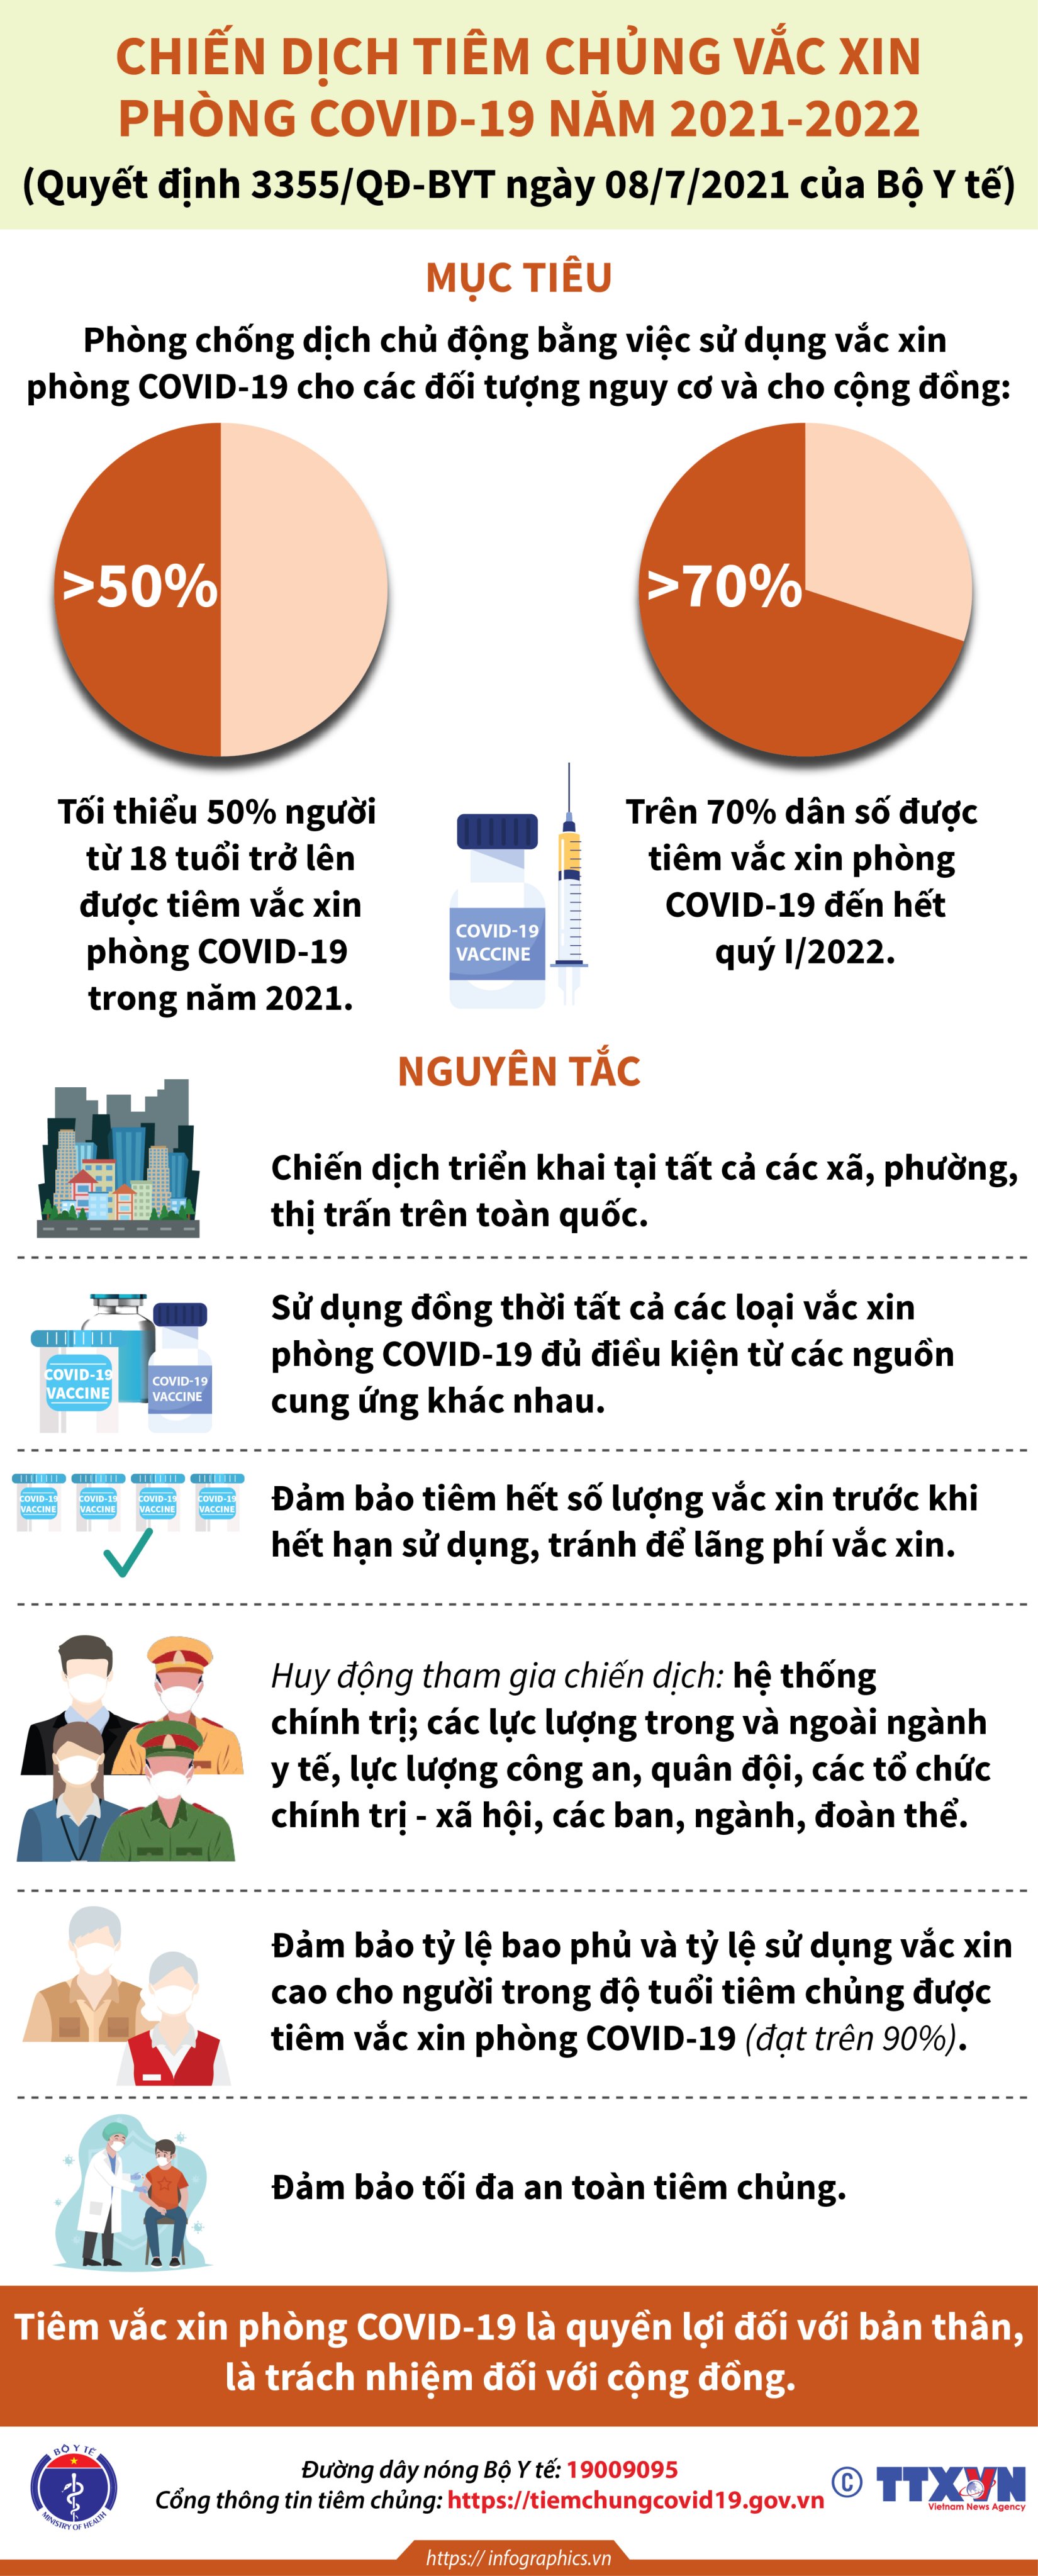 CHIẾN DỊCH TIÊM CHỦNG VẮC XIN
PHÒNG COVID-19 NĂM 2021-2022
(Quyết định 3355/QĐ-BYT ngày 08/7/2021 của Bộ Y tế)
MỤC TIÊU
Phòng chống dịch chủ động bằng việc sử dụng vắc xin
phòng COVID-19 cho các đối tượng nguy cơ và cho cộng đồng:
>50%
>70%
Tối thiểu 50% người
từ 18 tuổi trở lên
được tiêm vắc xin
phòng COVID-19
trong năm 2021.
COVID-19
VACCINE
Trên 70% dân số được
tiêm vắc xin phòng
COVID-19 đến hết
quý I/2022.
NGUYÊN TẮC
Chiến dịch triển khai tại tất cả các xã, phường,
thị trấn trên toàn quốc.
COVID-19
VACCINE
COVID-19
VACCINE
Sử dụng đồng thời tất cả các loại vắc xin
phòng COVID-19 đủ điều kiện từ các nguồn
cung ứng khác nhau.
COVID-19
VACCINE
COVID-19
VACCINE
COVID-19
VACCINE
COVID-19
VACCINE
Đảm bảo tiêm hết số lượng vắc xin trước khi
hết hạn sử dụng, tránh để lãng phí vắc xin.
Huy động tham gia chiến dịch: hệ thống
chính trị; các lực lượng trong và ngoài ngành
y tế, lực lượng công an, quân đội, các tổ chức
chính trị - xã hội, các ban, ngành, đoàn thể.
Đảm bảo tỷ lệ bao phủ và tỷ lệ sử dụng vắc xin
cao cho người trong độ tuổi tiêm chủng được
tiêm vắc xin phòng COVID-19 (đạt trên 90%).
Đảm bảo tối đa an toàn tiêm chủng.
Tiêm vắc xin phòng COVID-19 là quyền lợi đối với bản thân,
là trách nhiệm đối với cộng đồng.
BỘ Y TẾ
MINISTRY OF HEALTH
Đường dây nóng Bộ Y tế: 19009095
Cổng thông tin tiêm chủng: https://tiemchungcovid19.gov.vn
© TTXVN
Vietnam News Agency
https:// infographics.vn